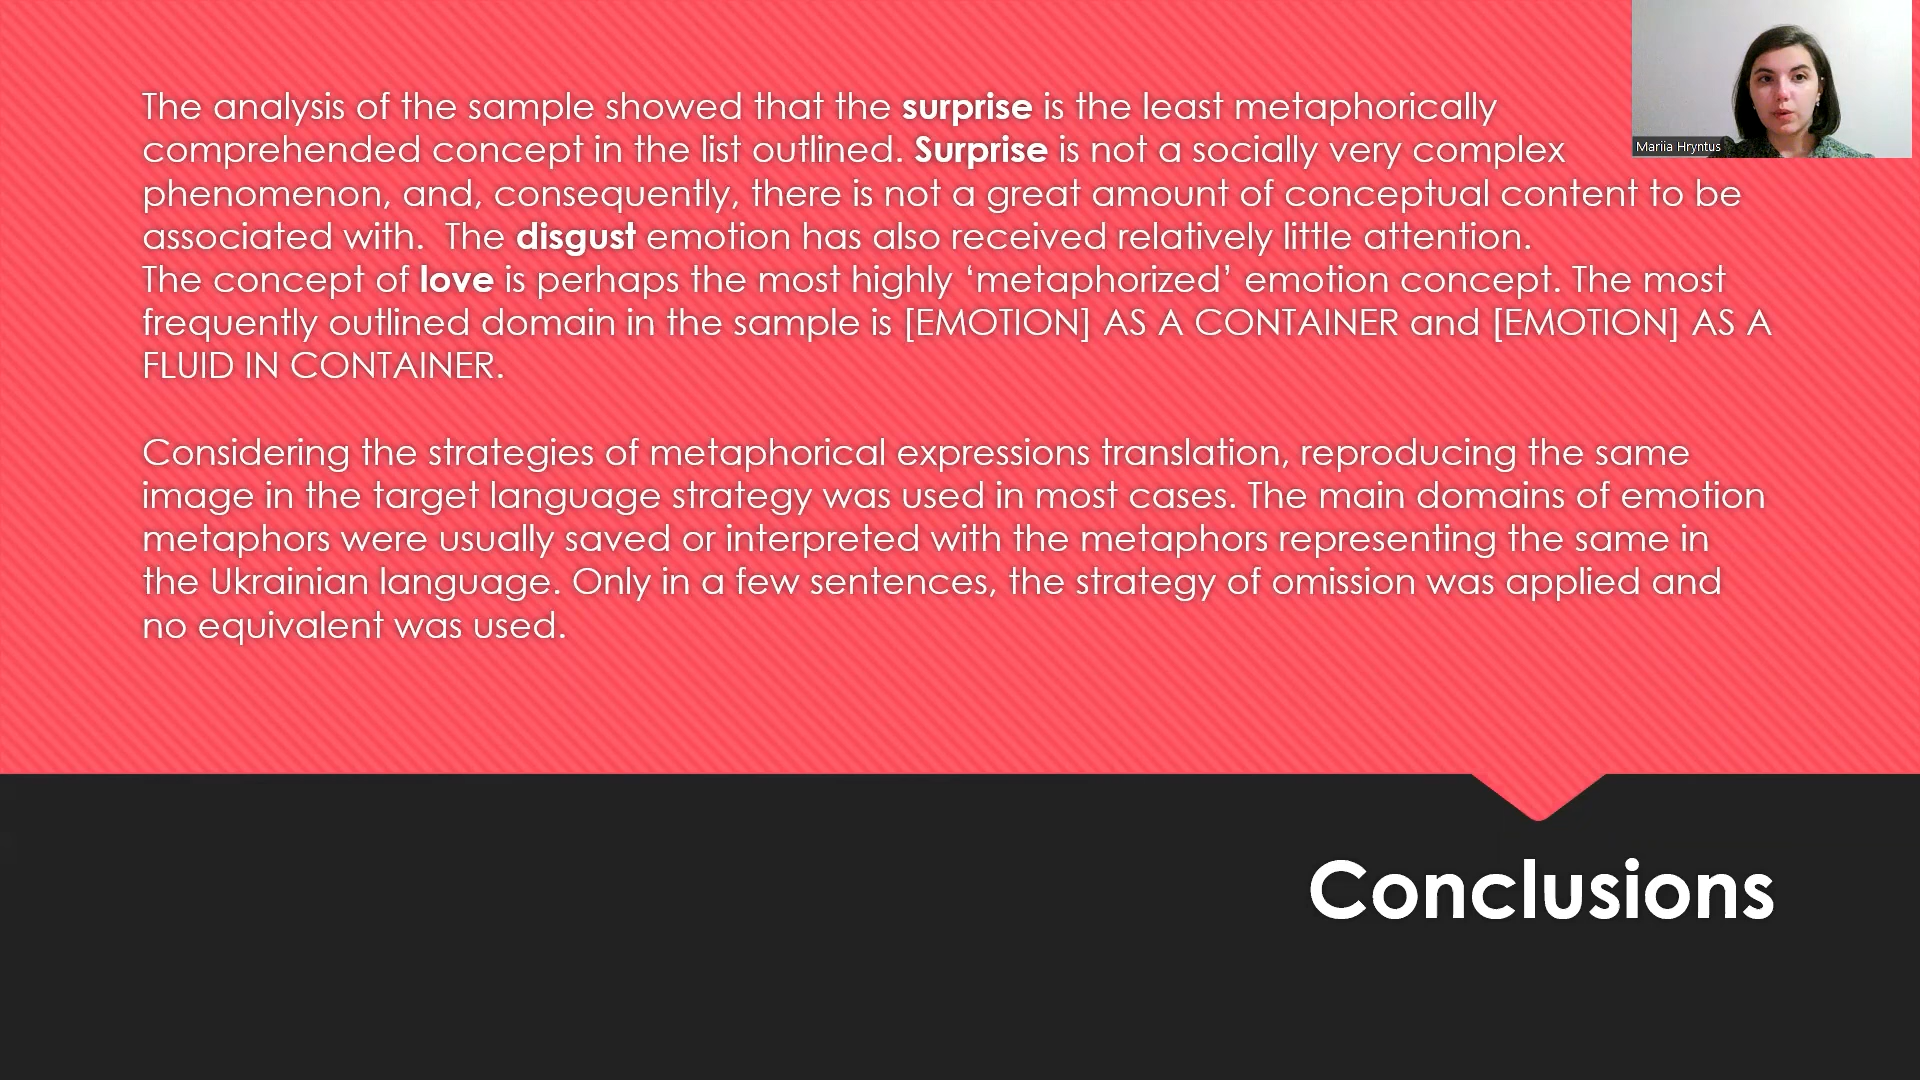 The analysis of the sample showed that the surprise is the least metaphorically
comprehended concept in the list outlined. Surprise is not a socially very complex
phenomenon, and, consequently, there is not a great amount of conceptual content to be
associated with.  The disgust emotion has also received relatively little attention.
The concept of love is perhaps the most highly ‘metaphorized’ emotion concept. The most
frequently outlined domain in the sample is [EMOTION] AS A CONTAINER and [EMOTION] AS A
FLUID IN CONTAINER.
Considering the strategies of metaphorical expressions translation, reproducing the same
image in the target language strategy was used in most cases. The main domains of emotion
metaphors were usually saved or interpreted with the metaphors representing the same in
the Ukrainian language. Only in a few sentences, the strategy of omission was applied and
no equivalent was used.
Mariia Hryntus
Conclusions